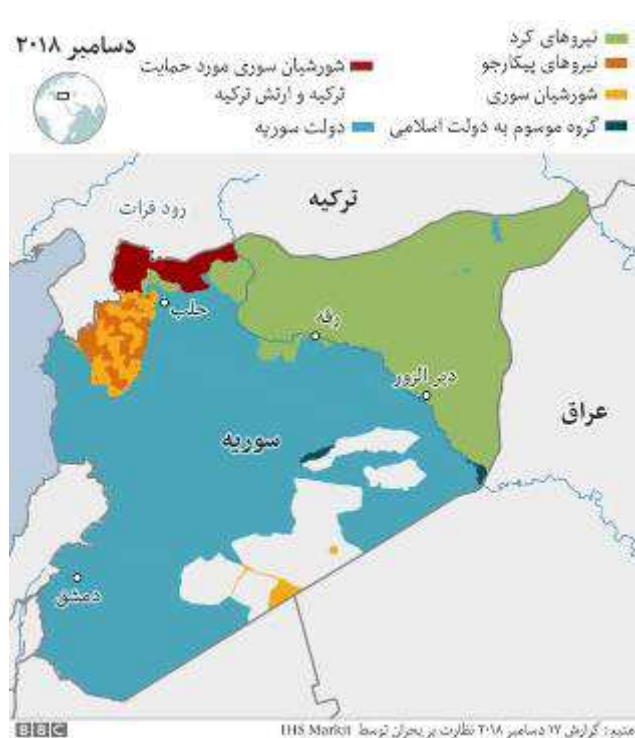 دسامبر ۲۰۱۸
نیروهای کرد
نیروهای پیکارجو
شورشیان سوری
گروه موسوم به دولت اسلامی
شورشیان سوری مورد حمایت
ترکیه و ارتش ترکیه
دولت سوریه
ترکیه
رود فرات
حلب
رقه
دیر الزور
عراق
سوریه
دمشق
منبع: گزارش ۱۷ دسامبر ۲۰۱۸ نظارت بر بحران توسط IHS Markit
BBC